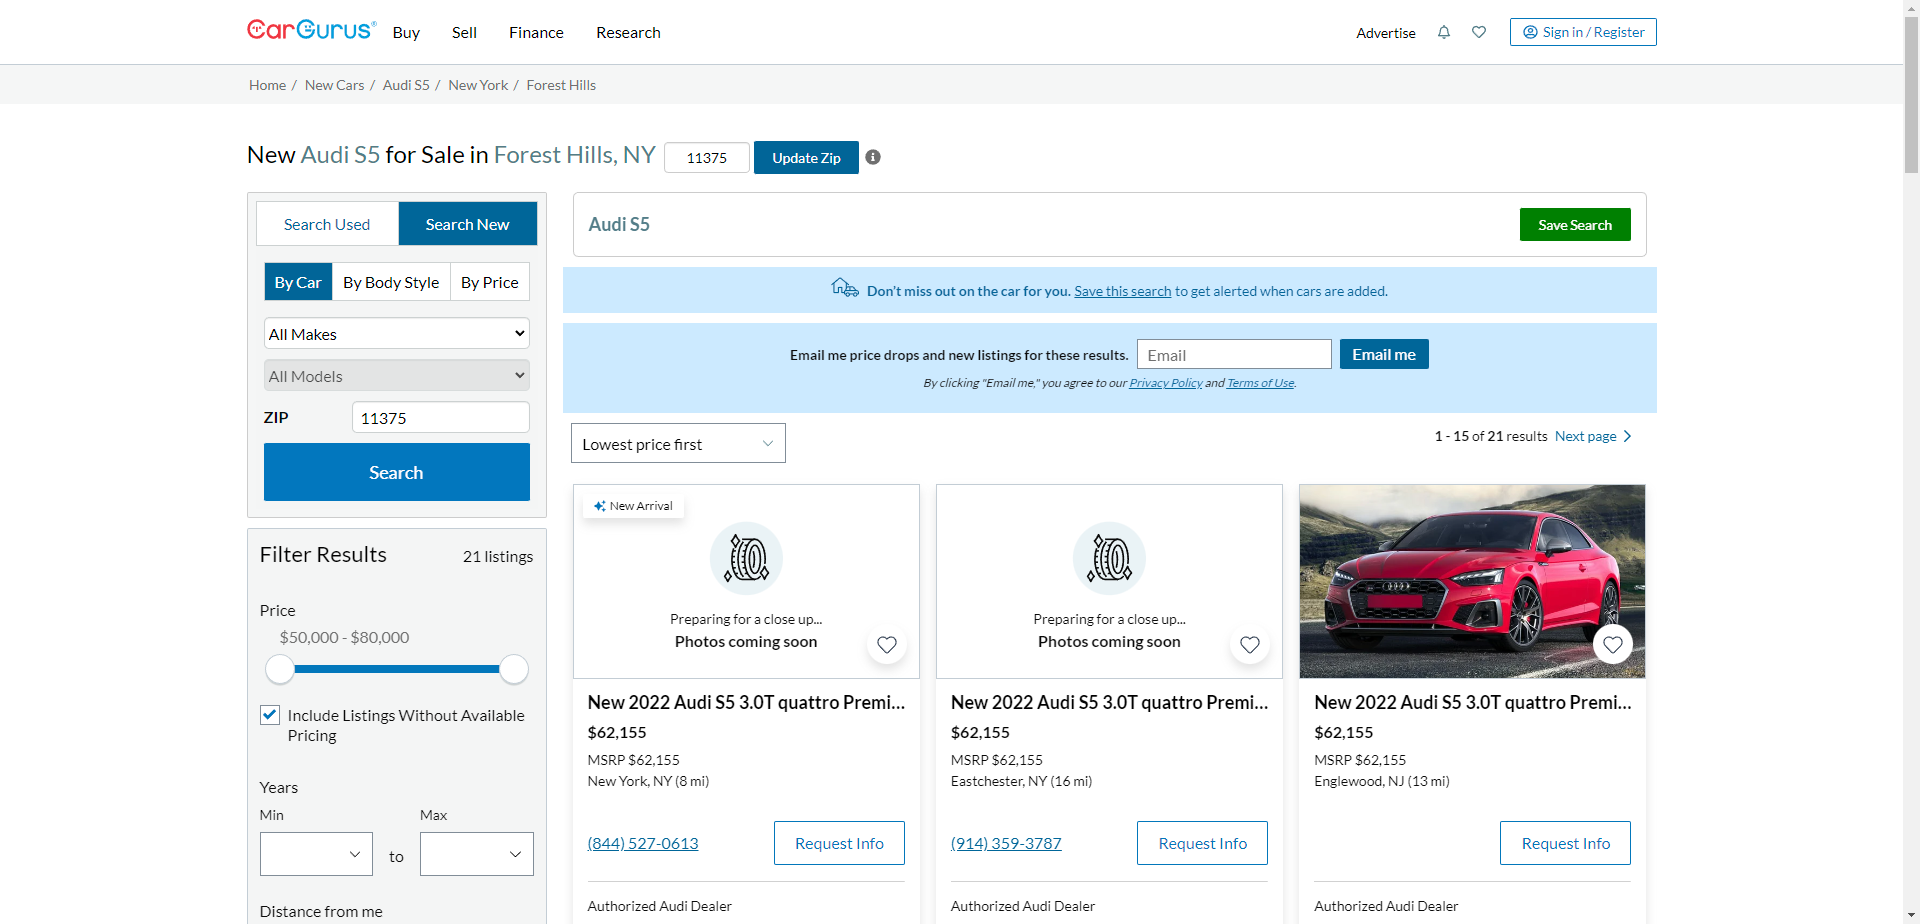 CarGurus®
Buy
Sell
Finance
Research
Advertise
Sign in / Register
Home / New Cars / Audi S5 / New York / Forest Hills
New Audi S5 for Sale in Forest Hills, NY
11375
Update Zip
Search Used
Search New
By Car
By Body Style
By Price
All Makes
All Models
ZIP
11375
Search
Filter Results
21 listings
Price
$50,000 - $80,000
Include Listings Without Available
Pricing
Years
Min
Max
to
Distance from me
Audi S5
Save Search
Don't miss out on the car for you. Save this search to get alerted when cars are added.
Email me price drops and new listings for these results.
Email
Email me
By clicking "Email me," you agree to our Privacy Policy and Terms of Use.
Lowest price first
1 - 15 of 21 results
Next page
New Arrival
Preparing for a close up...
Photos coming soon
New 2022 Audi S5 3.0T quattro Premi...
$62,155
MSRP $62,155
New York, NY (8 mi)
(844) 527-0613
Request Info
Authorized Audi Dealer
Preparing for a close up...
Photos coming soon
New 2022 Audi S5 3.0T quattro Premi...
$62,155
MSRP $62,155
Eastchester, NY (16 mi)
(914) 359-3787
Request Info
Authorized Audi Dealer
New 2022 Audi S5 3.0T quattro Premi...
$62,155
MSRP $62,155
Englewood, NJ (13 mi)
Request Info
Authorized Audi Dealer